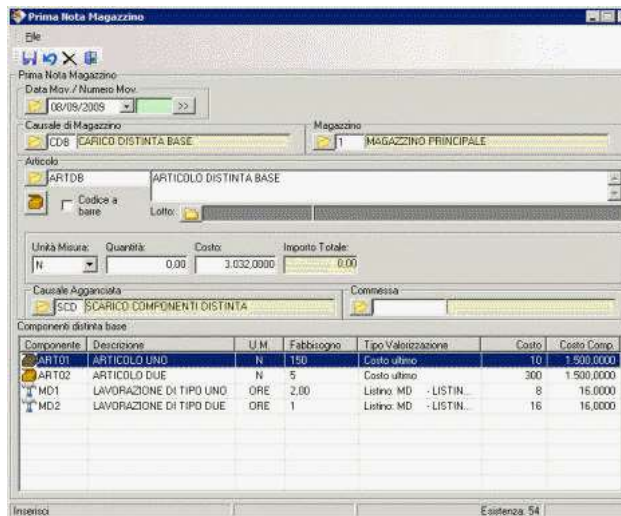 Prima Nota Magazzino
File
Prima Nota Magazzino
Data Mov. / Numero Mov.
08/09/2009 >>
Causale di Magazzino Magazzino
CDB CARICO DISTINTA BASE 1 MAGAZZINO PRINCIPALE
Articolo
ARTDB ARTICOLO DISTINTA BASE
Codice a barre Lotto:
Unità Misura: Quantità: Costo: Importo Totale:
N 0,00 3.032,0000 0,00
Causale Agganciata Commessa
SCD SCARICO COMPONENTI DISTINTA
Componenti distinta base
Componente Descrizione U.M. Fabbisogno Tipo Valorizzazione Costo Costo Comp.
ART01 ARTICOLO UNO N 150 Costo ultimo 10 1.500,0000
ART02 ARTICOLO DUE N 5 Costo ultimo 300 1.500,0000
MD1 LAVORAZIONE DI TIPO UNO ORE 2,00 Listino: MD - LISTIN... 8 16,0000
MD2 LAVORAZIONE DI TIPO DUE ORE 1 Listino: MD - LISTIN... 16 16,0000
Inserisci Esistenza: 54